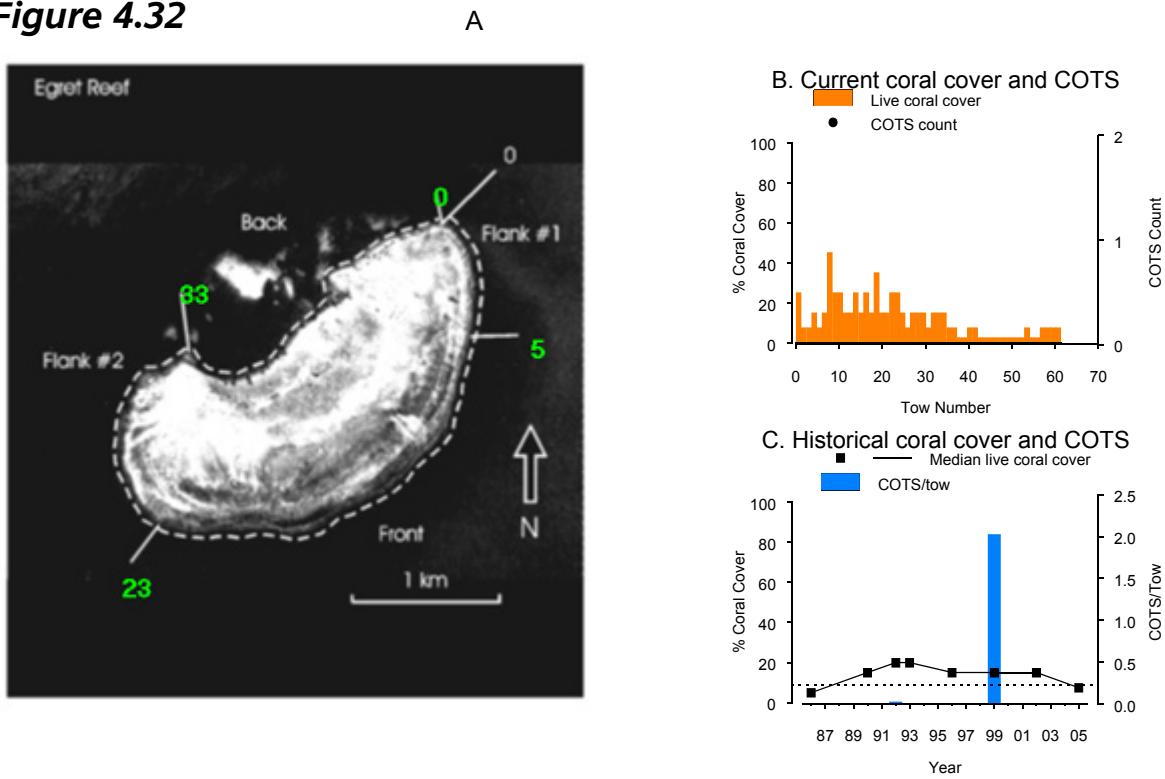 Figure 4.32
A
Egret Reef
0
0
Back
Flank #1
33
5
Flank #2
N
Front
23
1 km
B. Current coral cover and COTS
Live coral cover
COTS count
100
80
60
40
20
0
% Coral Cover
2
1
0
COTS Count
0 10 20 30 40 50 60 70
Tow Number
C. Historical coral cover and COTS
Median live coral cover
COTS/tow
100
80
60
40
20
0
% Coral Cover
2.5
2.0
1.5
1.0
0.5
0.0
COTS/Tow
87 89 91 93 95 97 99 01 03 05
Year